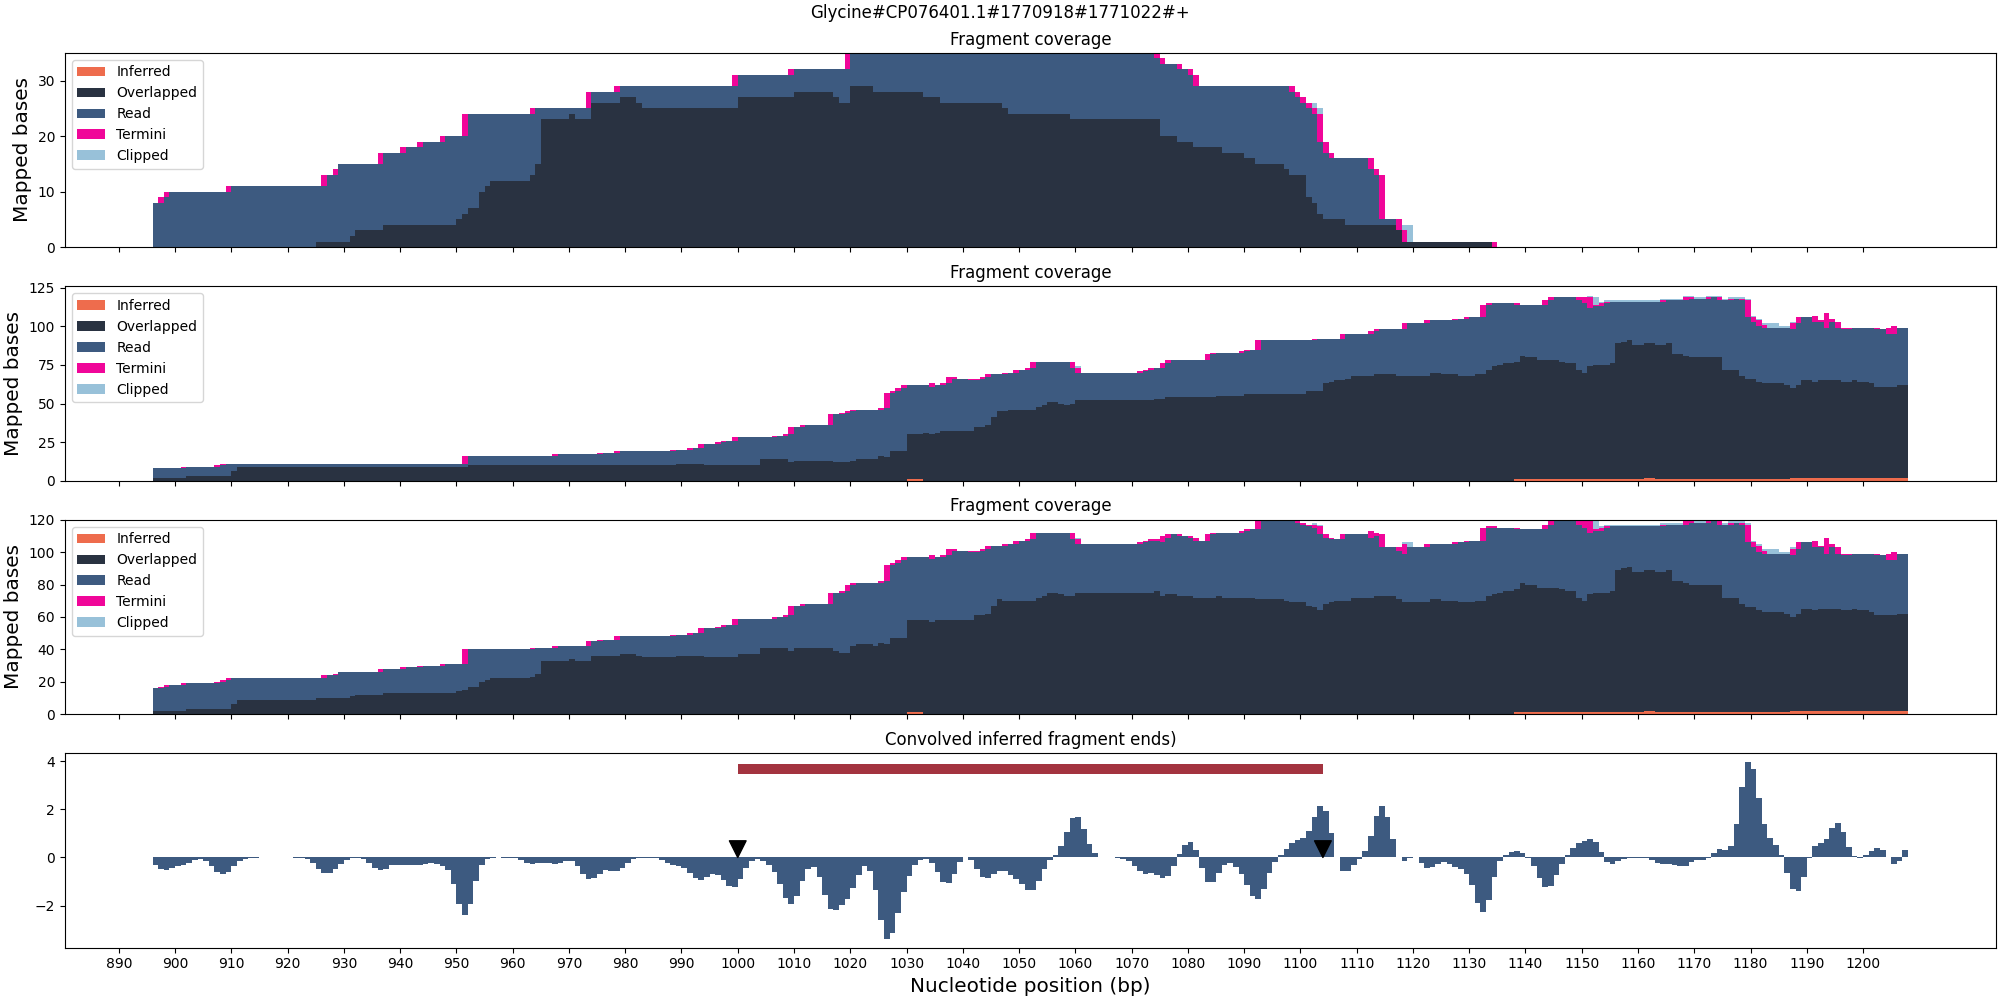 Glycine#CP076401.1#1770918#1771022#+
Fragment coverage
Mapped bases
30
20
10
0
Inferred
Overlapped
Read
Termini
Clipped
Fragment coverage
Mapped bases
125
100
75
50
25
0
Inferred
Overlapped
Read
Termini
Clipped
Fragment coverage
Mapped bases
120
100
80
60
40
20
0
Inferred
Overlapped
Read
Termini
Clipped
Convolved inferred fragment ends)
4
2
0
−2
890 900 910 920 930 940 950 960 970 980 990 1000 1010 1020 1030 1040 1050 1060 1070 1080 1090 1100 1110 1120 1130 1140 1150 1160 1170 1180 1190 1200
Nucleotide position (bp)